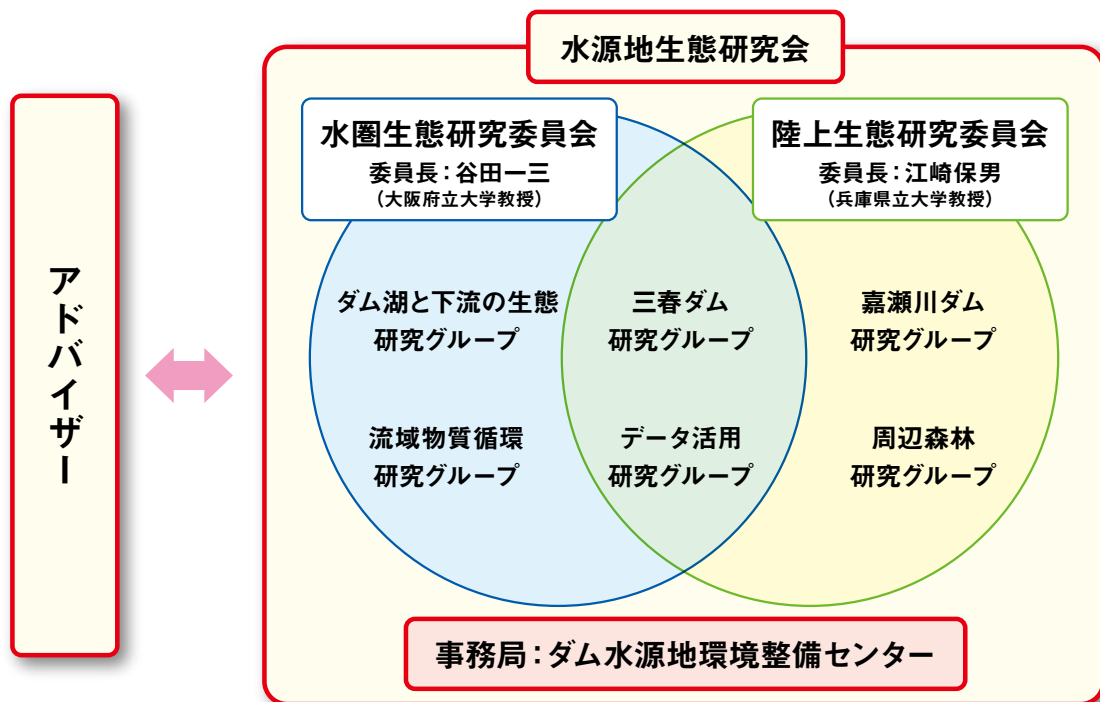 水源地生態研究会
アドバイザー
水圏生態研究委員会
委員長：谷田一三
（大阪府立大学教授）
陸上生態研究委員会
委員長：江崎保男
（兵庫県立大学教授）
ダム湖と下流の生態
研究グループ
三春ダム
研究グループ
嘉瀬川ダム
研究グループ
流域物質循環
研究グループ
データ活用
研究グループ
周辺森林
研究グループ
事務局：ダム水源地環境整備センター